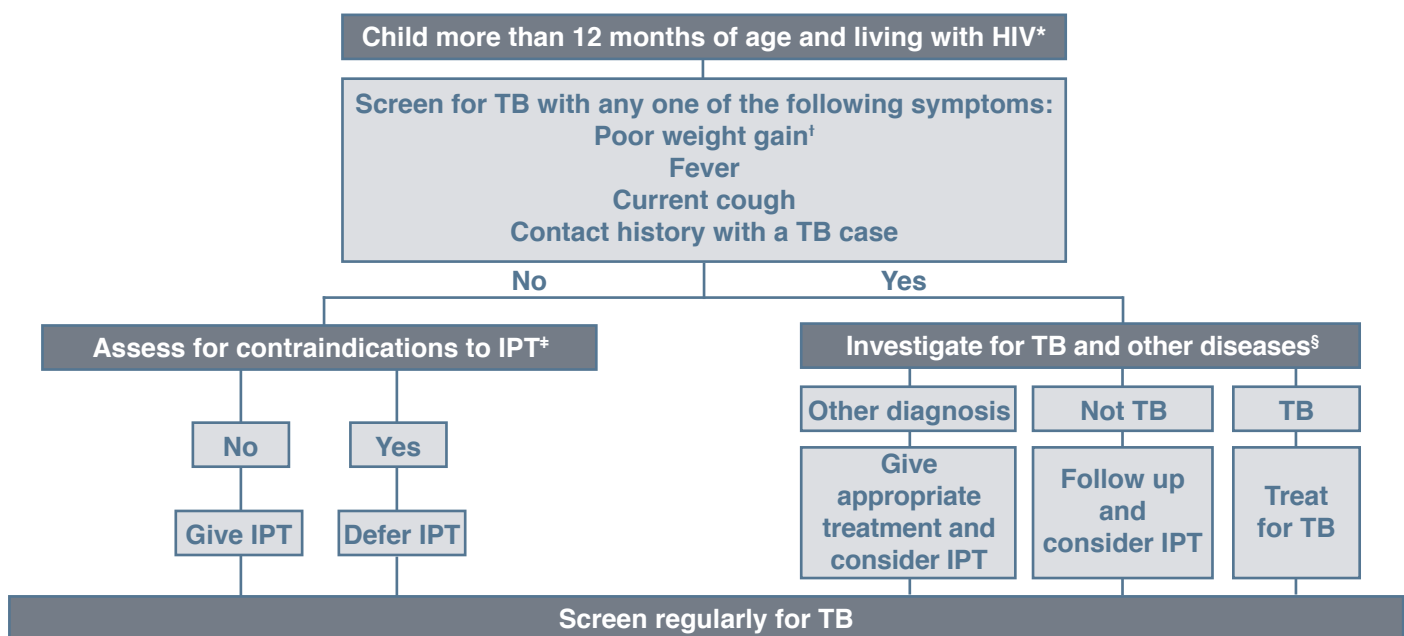 Child more than 12 months of age and living with HIV*
Screen for TB with any one of the following symptoms:
Poor weight gain†
Fever
Current cough
Contact history with a TB case
No
Yes
Assess for contraindications to IPT‡
No
Yes
Give IPT
Defer IPT
Investigate for TB and other diseases§
Other diagnosis
Not TB
TB
Give
appropriate
treatment and
consider IPT
Follow up
and
consider IPT
Treat
for TB
Screen regularly for TB